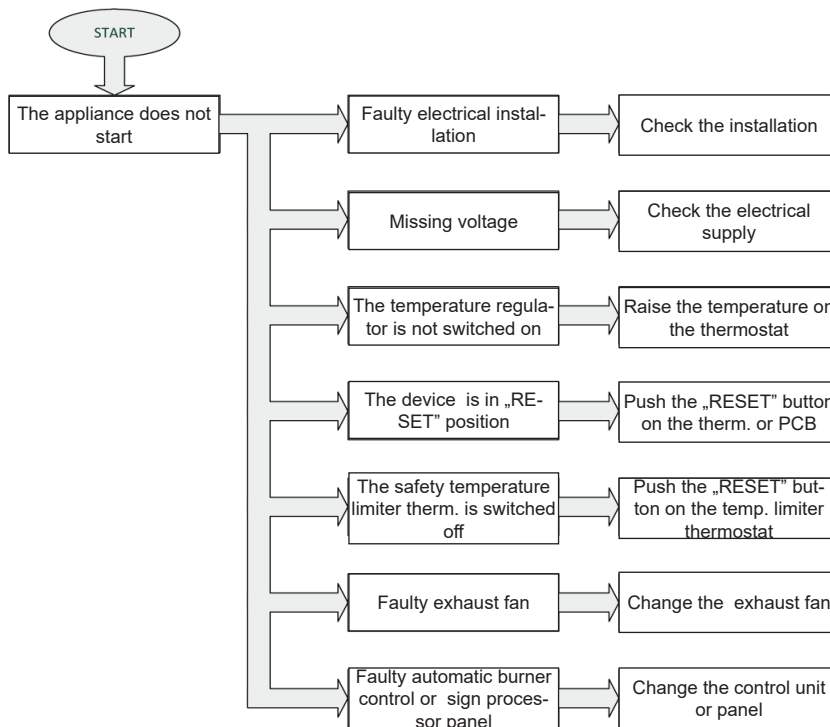 START
The appliance does not
start
Faulty electrical instal-
lation
Check the installation
Missing voltage
Check the electrical
supply
The temperature regula-
tor is not switched on
Raise the temperature on
the thermostat
The device  is in „RE-
SET” position
Push the „RESET” button
on the therm. or PCB
The safety temperature
limiter therm. is switched
off
Push the „RESET” but-
ton on the temp. limiter
thermostat
Faulty exhaust fan
Change the  exhaust fan
Faulty automatic burner
control or  sign proces-
sor panel
Change the control unit
or panel